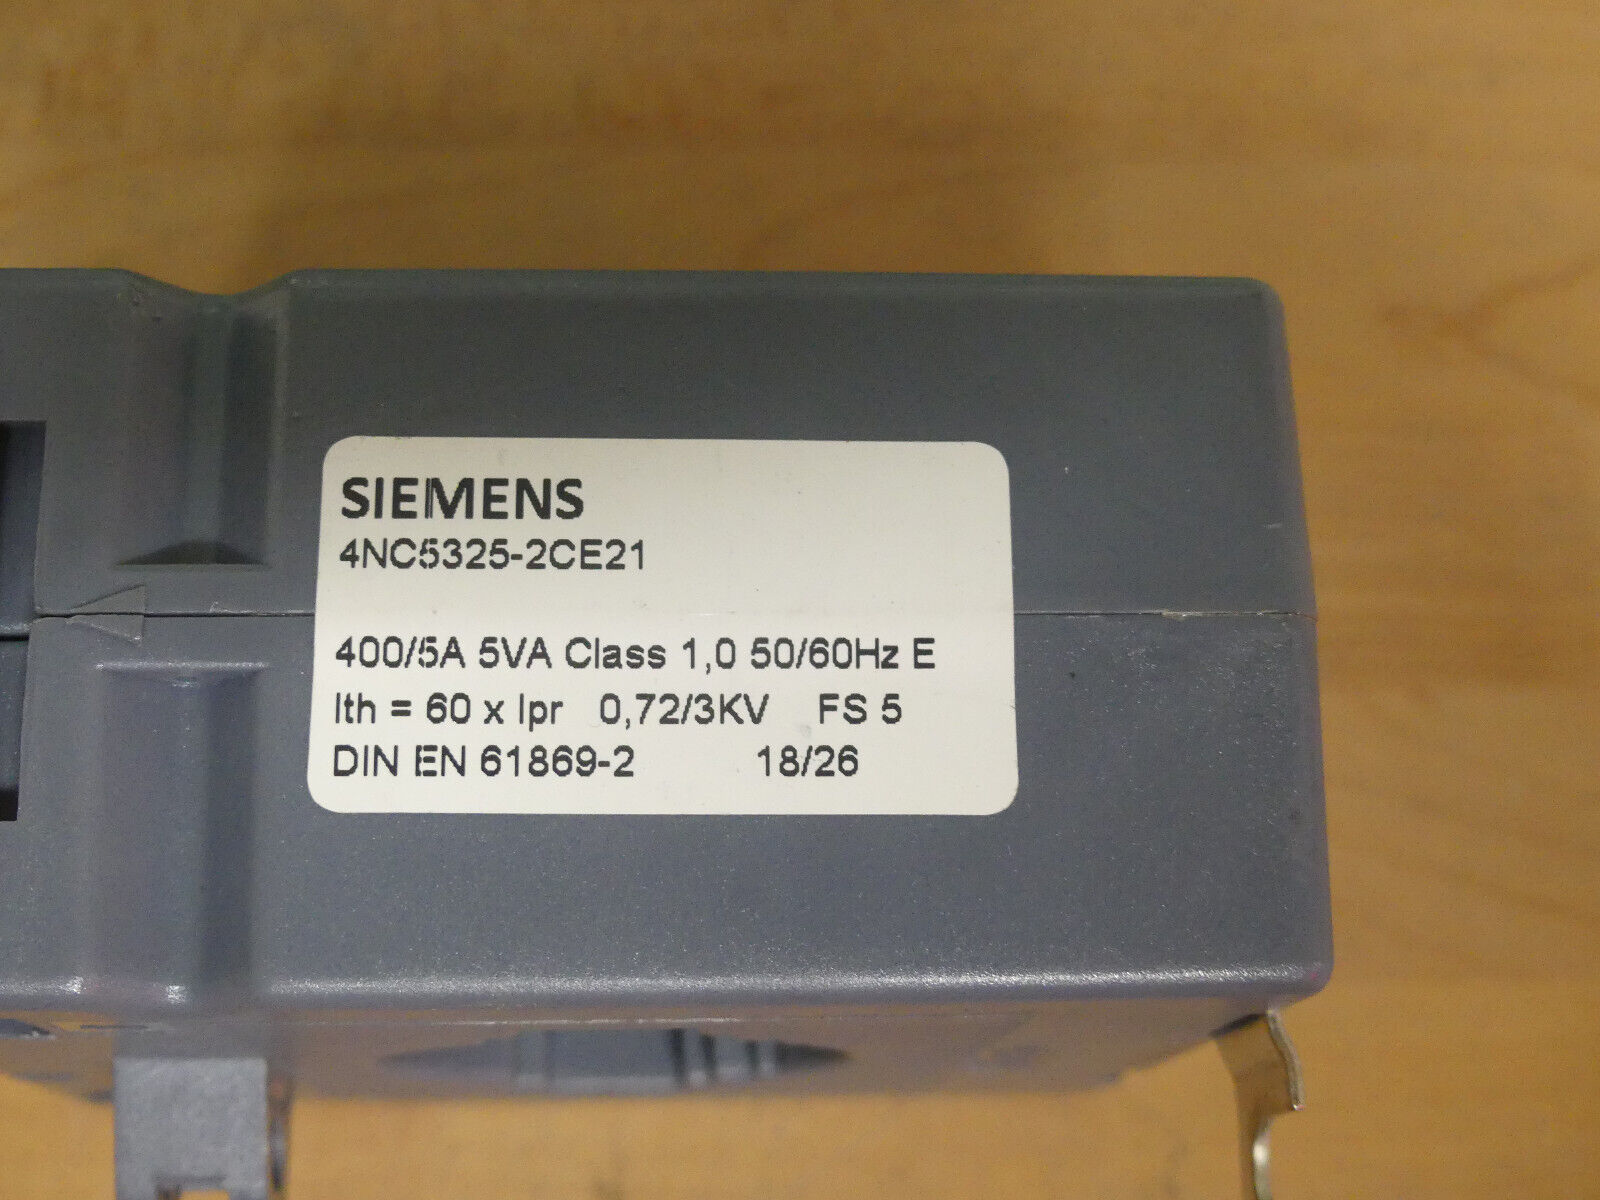 SIEMENS
4NC5325-2CE21
400/5A 5VA Class 1,0 50/60Hz E
Ith = 60 x Ipr 0,72/3KV FS 5
DIN EN 61869-2 18/26